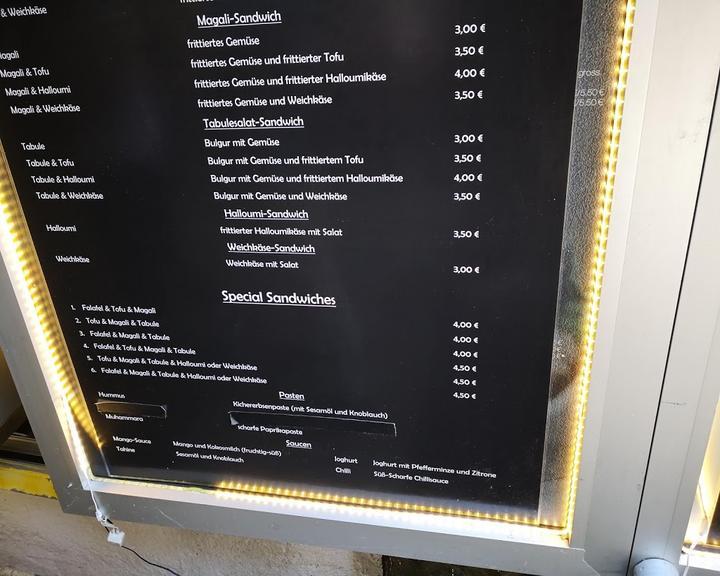 & Weichkäse
Magali-Sandwich
Magali frittiertes Gemüse 3,00 €
Magali & Tofu frittiertes Gemüse und frittierter Tofu 3,50 €
Magali & Halloumi frittiertes Gemüse und frittierter Halloumikäse 4,00 €
Magali & Weichkäse frittiertes Gemüse und Weichkäse 3,50 €
Tabulesalat-Sandwich
Tabule Bulgur mit Gemüse 3,00 €
Tabule & Tofu Bulgur mit Gemüse und frittiertem Tofu 3,50 €
Tabule & Halloumi Bulgur mit Gemüse und frittiertem Halloumikäse 4,00 €
Tabule & Weichkäse Bulgur mit Gemüse und Weichkäse 3,50 €
Halloumi-Sandwich
Halloumi frittierter Halloumikäse mit Salat 3,50 €
Weichkäse-Sandwich
Weichkäse Weichkäse mit Salat 3,00 €
Special Sandwiches
1. Falafel & Tofu & Magali 4,00 €
2. Tofu & Magali & Tabule 4,00 €
3. Falafel & Magali & Tabule 4,00 €
4. Falafel & Tofu & Magali & Tabule 4,50 €
5. Tofu & Magali & Tabule & Halloumi oder Weichkäse 4,50 €
6. Falafel & Magali & Tabule & Halloumi oder Weichkäse 4,50 €
Pasten
Hummus Kichererbsenpaste (mit Sesamöl und Knoblauch)
Muhammara scharfe Paprikapaste
Saucen
Mango-Sauce Mango und Kokosmilch (fruchtig-süß)
Tahine Sesamöl und Knoblauch
Joghurt Joghurt mit Pfefferminze und Zitrone
Chilli Süß-Scharfe Chillisauce
gross
/5,50 €
/5,50 €